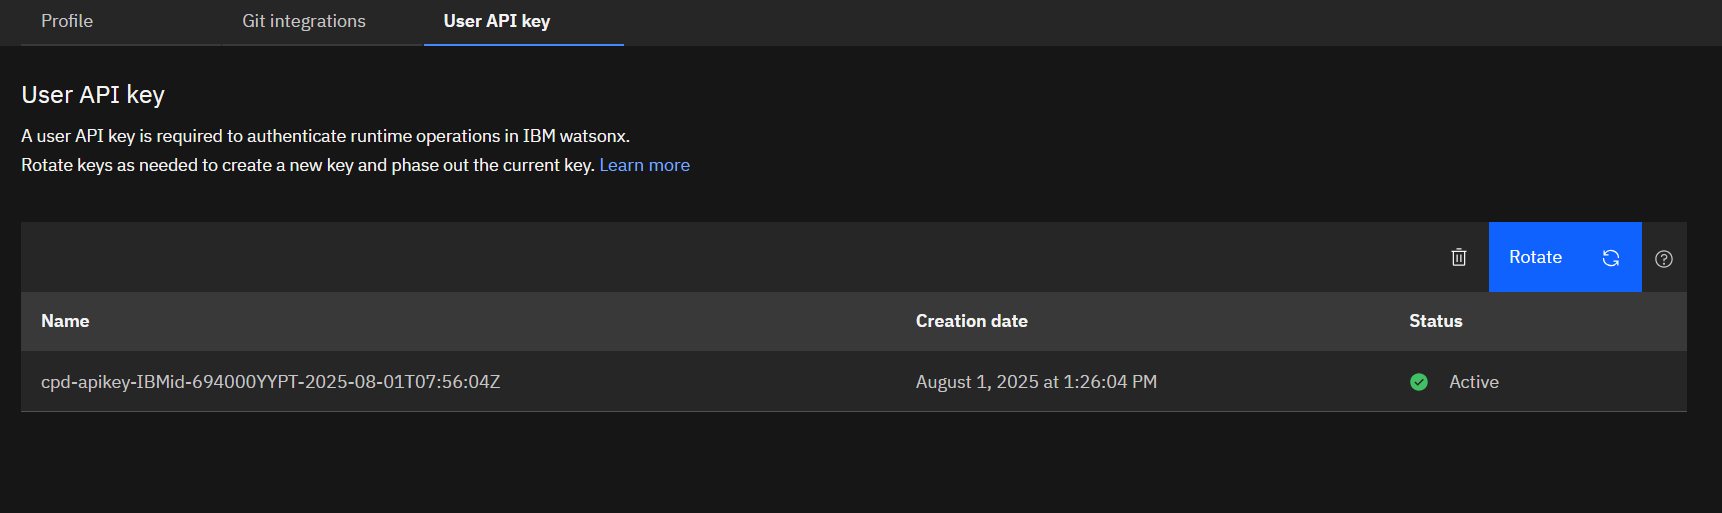 Profile
Git integrations
User API key
User API key
A user API key is required to authenticate runtime operations in IBM watsonx.
Rotate keys as needed to create a new key and phase out the current key. Learn more
Rotate
Name
Creation date
Status
cpd-apikey-IBMid-694000YYPT-2025-08-01T07:56:04Z
August 1, 2025 at 1:26:04 PM
Active